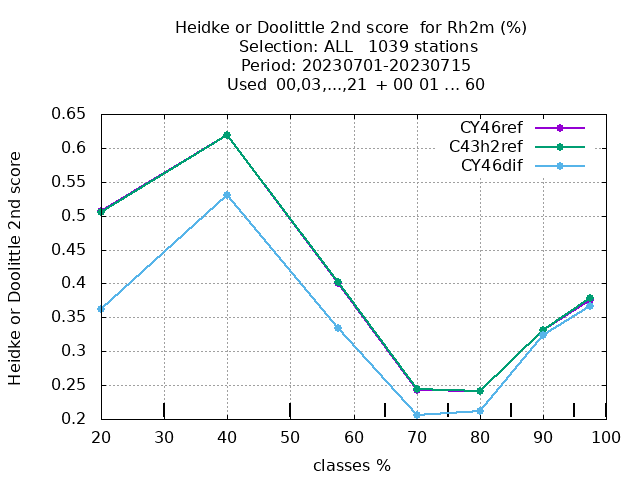 Heidke or Doolittle 2nd score  for Rh2m (%)
Selection: ALL   1039 stations
Period: 20230701-20230715
Used  00,03,...,21  + 00 01 ... 60
CY46ref
C43h2ref
CY46dif
Heidke or Doolittle 2nd score
0.65
0.6
0.55
0.5
0.45
0.4
0.35
0.3
0.25
0.2
20 30 40 50 60 70 80 90 100
classes %